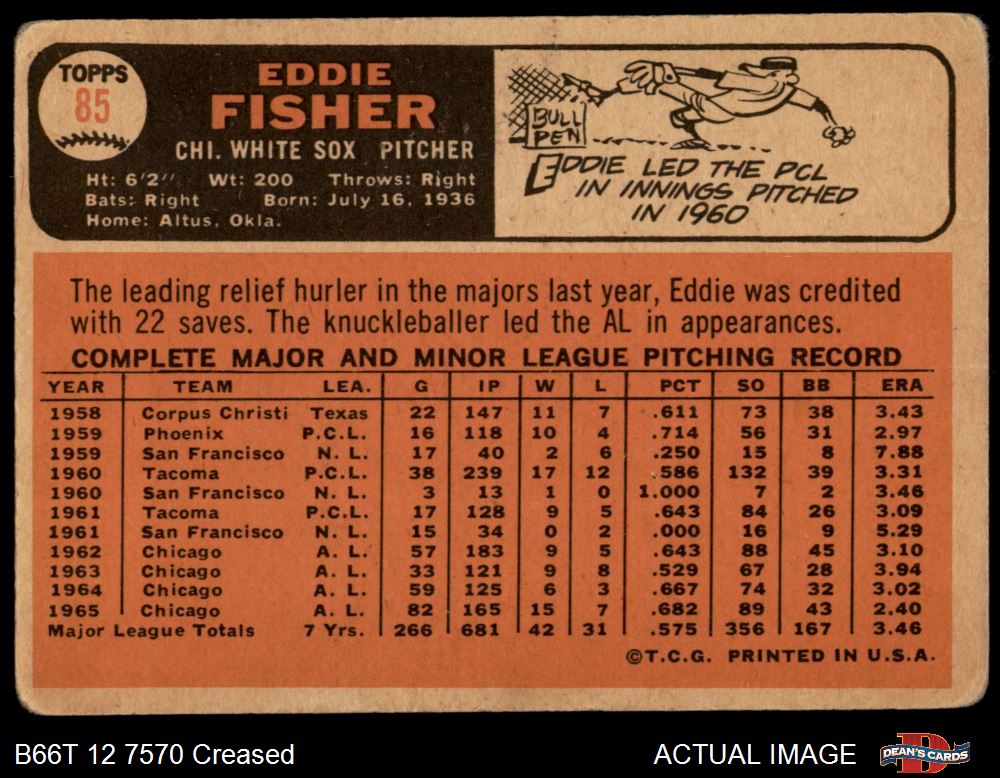 TOPPS
85
EDDIE
FISHER
CHI. WHITE SOX PITCHER
Ht: 6'2" Wt: 200 Throws: Right
Bats: Right Born: July 16, 1936
Home: Altus, Okla.
BULL
PEN
EDDIE LED THE PCL
IN INNINGS PITCHED
IN 1960
The leading relief hurler in the majors last year, Eddie was credited
with 22 saves. The knuckleballer led the AL in appearances.
COMPLETE MAJOR AND MINOR LEAGUE PITCHING RECORD
YEAR TEAM LEA. G IP W L PCT SO BB ERA
1958 Corpus Christi Texas 22 147 11 7 .611 73 38 3.43
1959 Phoenix P.C.L. 16 118 10 4 .714 56 31 2.97
1959 San Francisco N. L. 17 40 2 6 .250 15 8 7.88
1960 Tacoma P.C.L. 38 239 17 12 .586 132 39 3.31
1960 San Francisco N. L. 3 13 1 0 1.000 7 2 3.46
1961 Tacoma P.C.L. 17 128 9 5 .643 84 26 3.09
1961 San Francisco N. L. 15 34 0 2 .000 16 9 5.29
1962 Chicago A. L. 57 183 9 5 .643 88 45 3.10
1963 Chicago A. L. 33 121 9 8 .529 67 28 3.94
1964 Chicago A. L. 59 125 6 3 .667 74 32 3.02
1965 Chicago A. L. 82 165 15 7 .682 89 43 2.40
Major League Totals 7 Yrs. 266 681 42 31 .575 356 167 3.46
©T.C.G. PRINTED IN U.S.A.
B66T 12 7570 Creased
ACTUAL IMAGE
DEAN'S CARDS